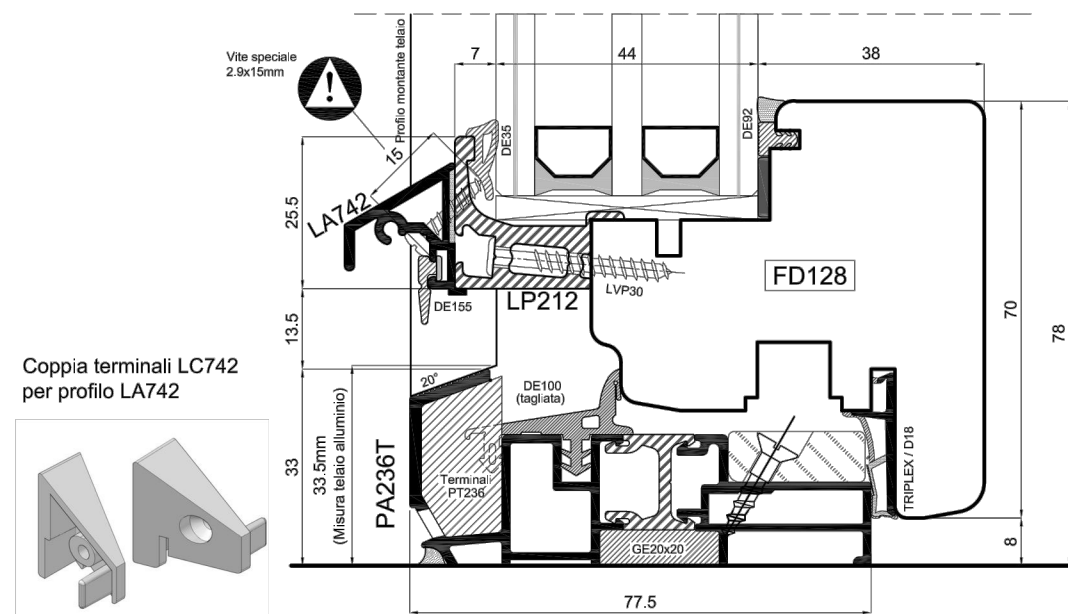 Vite speciale
2.9x15mm
Profilo montante telaio
7
44
38
15
DE35
DE92
LA742
25.5
LP212
LVP30
FD128
DE155
13.5
70
78
Coppia terminali LC742
per profilo LA742
20°
DE100
(tagliata)
33
33.5mm
(Misura telaio alluminio)
PA236T
Terminali
PT236
TRIPLEX / D18
GE20x20
8
77.5